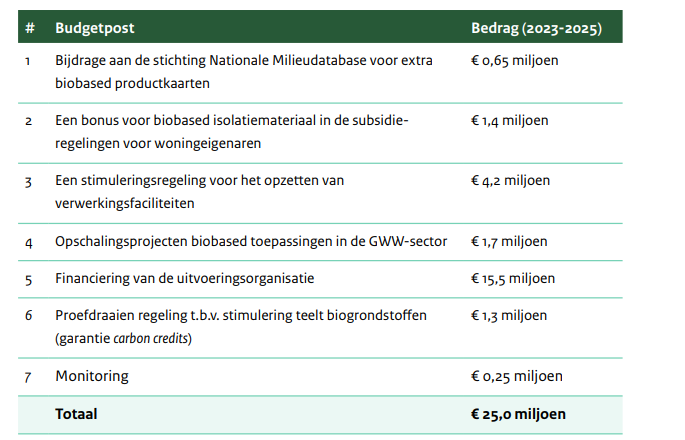 # Budgetpost Bedrag (2023-2025)
1 Bijdrage aan de stichting Nationale Milieudatabase voor extra € 0,65 miljoen
biobased productkaarten
2 Een bonus voor biobased isolatiemateriaal in de subsidie- € 1,4 miljoen
regelingen voor woningeigenaren
3 Een stimuleringsregeling voor het opzetten van € 4,2 miljoen
verwerkingsfaciliteiten
4 Opschalingsprojecten biobased toepassingen in de GWW-sector € 1,7 miljoen
5 Financiering van de uitvoeringsorganisatie € 15,5 miljoen
6 Proefdraaien regeling t.b.v. stimulering teelt biogrondstoffen € 1,3 miljoen
(garantie carbon credits)
7 Monitoring € 0,25 miljoen
Totaal € 25,0 miljoen